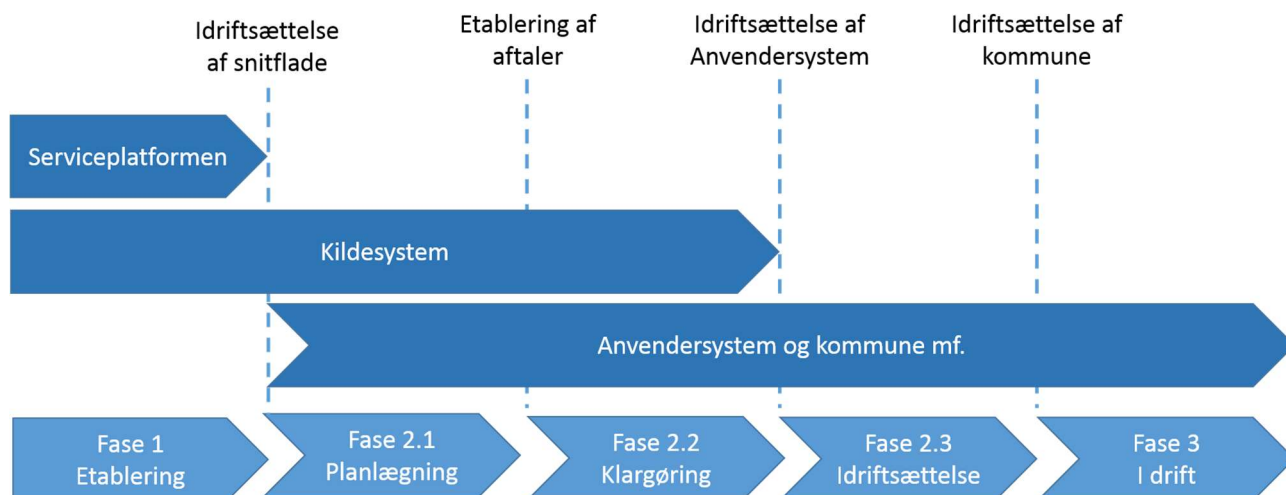 Idriftsættelse
af snitflade
Etablering af
aftaler
Idriftsættelse af
Anvendersystem
Idriftsættelse af
kommune
Serviceplatformen
Kildesystem
Anvendersystem og kommune mf.
Fase 1
Etablering
Fase 2.1
Planlægning
Fase 2.2
Klargøring
Fase 2.3
Idriftsættelse
Fase 3
I drift